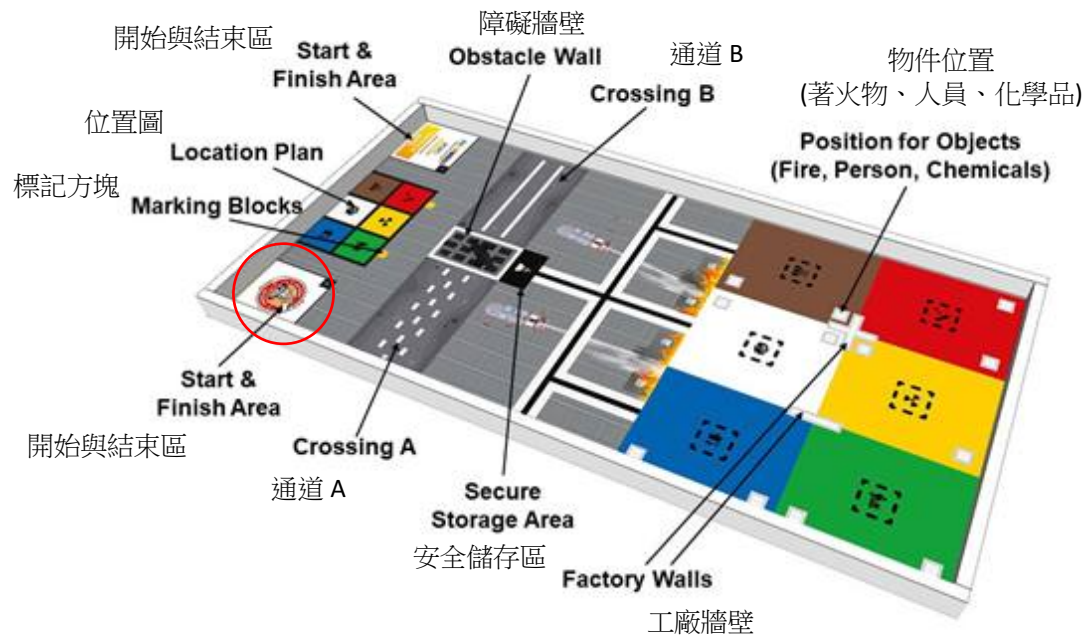 開始與結束區
Start &
Finish Area
障礙牆壁
Obstacle Wall
通道 B
Crossing B
物件位置
(著火物、人員、化學品)
Position for Objects
(Fire, Person, Chemicals)
位置圖
Location Plan
標記方塊
Marking Blocks
Start &
Finish Area
開始與結束區
Crossing A
通道 A
Secure
Storage Area
安全儲存區
Factory Walls
工廠牆壁